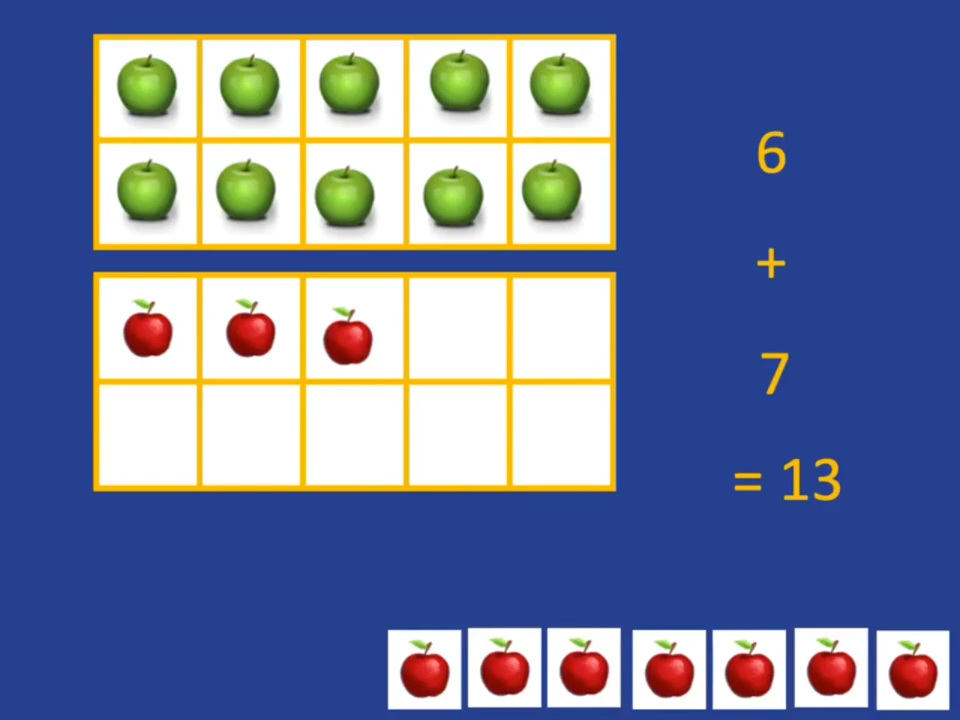 6
+
7
= 13